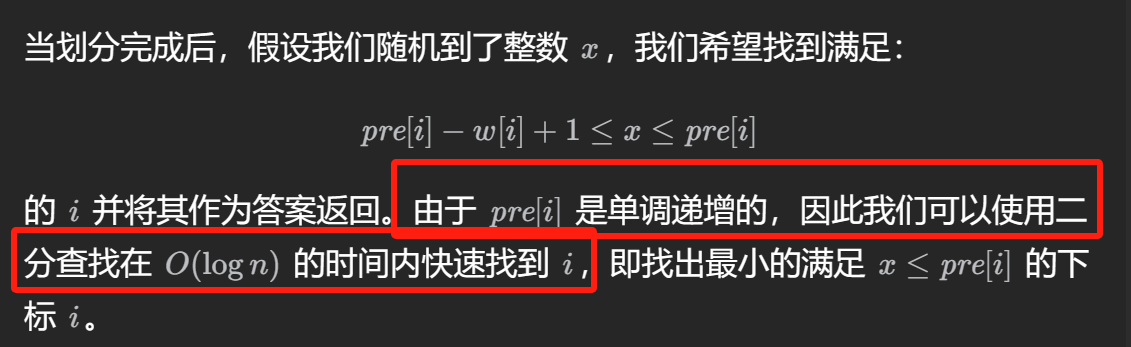 当划分完成后，假设我们随机到了整数 x，我们希望找到满足：
pre[i] − w[i] + 1 ≤ x ≤ pre[i]
的 i 并将其作为答案返回。由于 pre[i] 是单调递增的，因此我们可以使用二
分查找在 O(log n) 的时间内快速找到 i，即找出最小的满足 x ≤ pre[i] 的下
标 i。